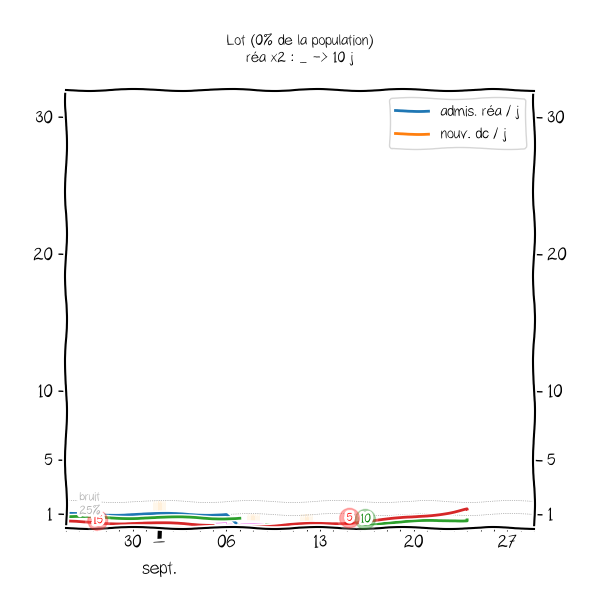 Lot (0% de la population)
réa x2 : _ -> 10 j
admis. réa / j
nouv. dc / j
30 30
20 20
10 10
5 5
bruit
25%
1 1
15 5 10
30 06 13 20 27
sept.